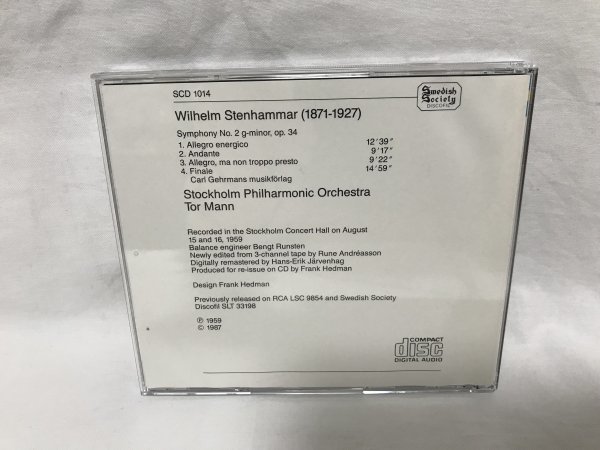 SCD 1014
Swedish
Society
DISCOFIL
Wilhelm Stenhammar (1871-1927)
Symphony No. 2 g-minor, op. 34
1. Allegro energico 12'39"
2. Andante 9'17"
3. Allegro, ma non troppo presto 9'22"
4. Finale 14'59"
Carl Gehrmans musikförlag
Stockholm Philharmonic Orchestra
Tor Mann
Recorded in the Stockholm Concert Hall on August
15 and 16, 1959
Balance engineer Bengt Runsten
Newly edited from 3-channel tape by Rune Andréasson
Digitally remastered by Hans-Erik Järvenhag
Produced for re-issue on CD by Frank Hedman
Design Frank Hedman
Previously released on RCA LSC 9854 and Swedish Society
Discofil SLT 33198
℗ 1959
© 1987
COMPACT
disc
DIGITAL AUDIO